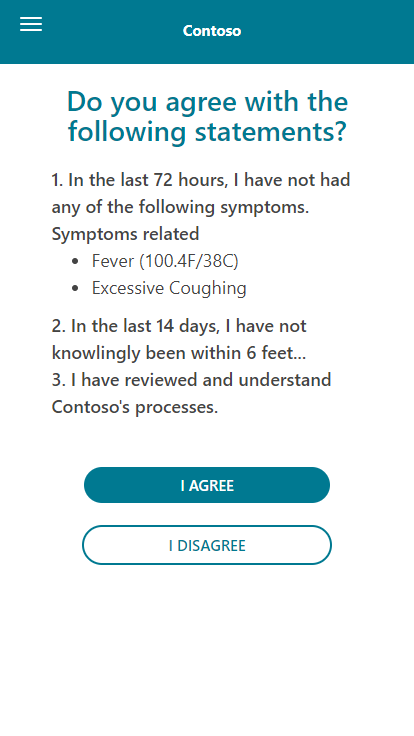 Contoso
Do you agree with the
following statements?
1. In the last 72 hours, I have not had
any of the following symptoms.
Symptoms related
• Fever (100.4F/38C)
• Excessive Coughing
2. In the last 14 days, I have not
knowlingly been within 6 feet...
3. I have reviewed and understand
Contoso's processes.
I AGREE
I DISAGREE